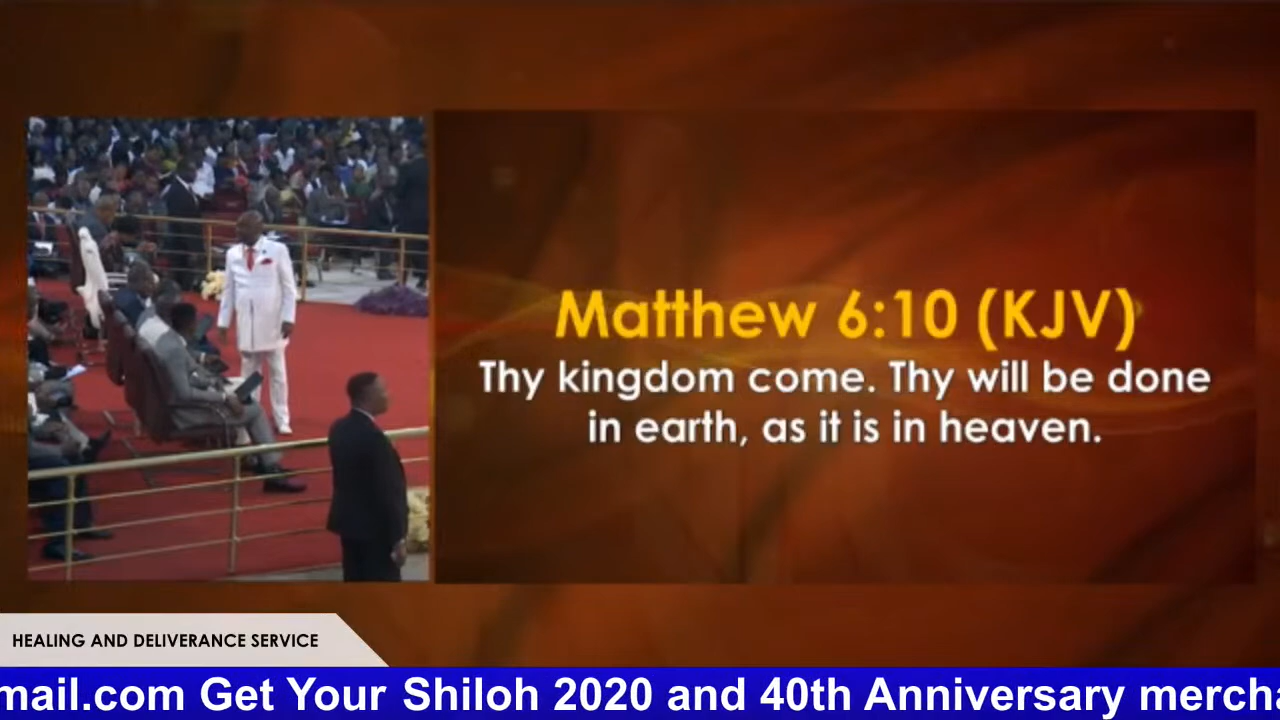 Matthew 6:10 (KJV)
Thy kingdom come. Thy will be done
in earth, as it is in heaven.
HEALING AND DELIVERANCE SERVICE
mail.com Get Your Shiloh 2020 and 40th Anniversary